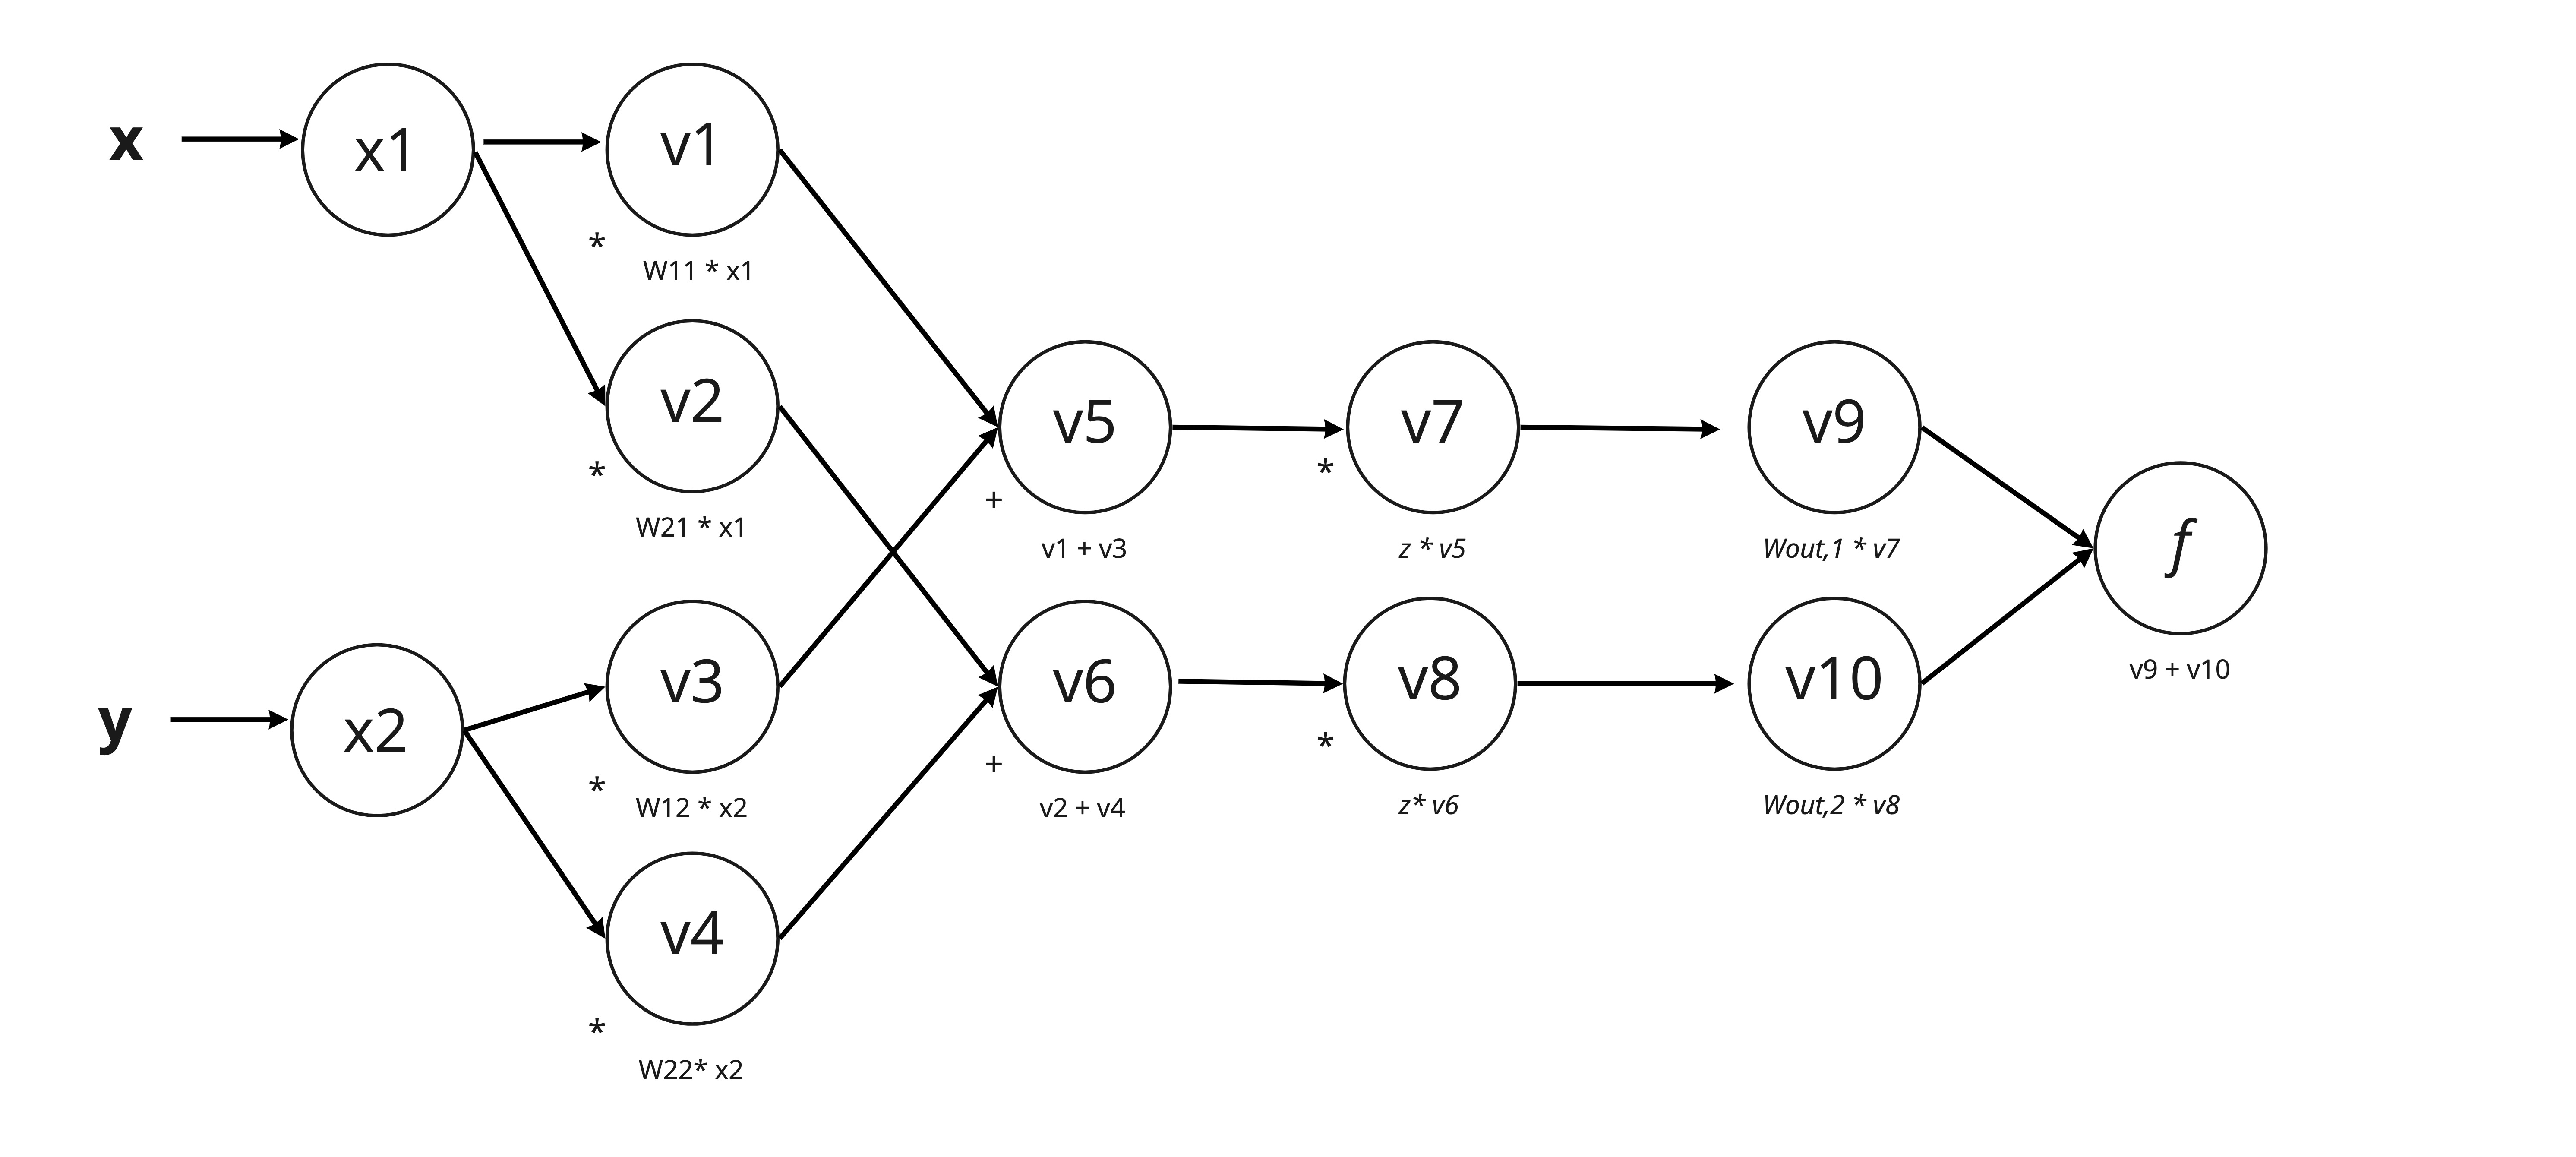 x
x1
v1
*
W11 * x1
v2
*
W21 * x1
y
x2
v3
*
W12 * x2
v4
*
W22* x2
v5
+
v1 + v3
v6
+
v2 + v4
v7
*
z * v5
v8
*
z* v6
v9
Wout,1 * v7
v10
Wout,2 * v8
f
v9 + v10